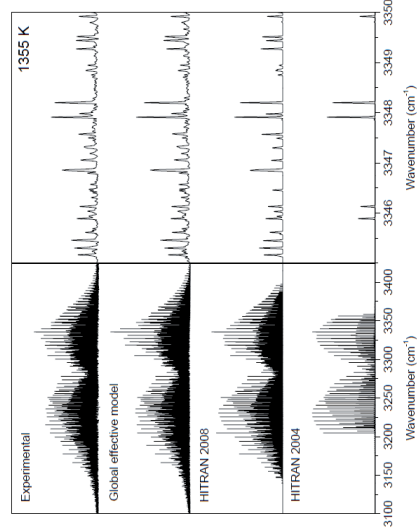 1355 K
Experimental
Global effective model
HITRAN 2008
HITRAN 2004
3100 3150 3200 3250 3300 3350 3400
Wavenumber (cm⁻¹)
3346 3347 3348 3349 3350
Wavenumber (cm⁻¹)